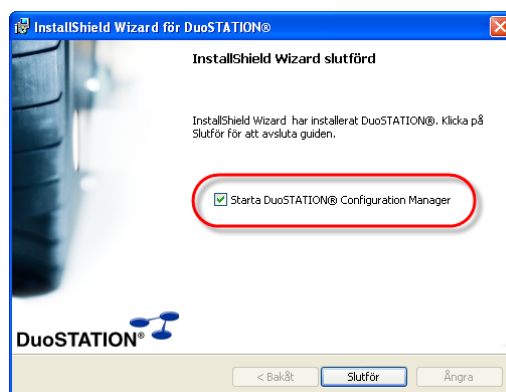 InstallShield Wizard för DuoSTATION®
InstallShield Wizard slutförd
InstallShield Wizard har installerat DuoSTATION®. Klicka på
Slutför för att avsluta guiden.
Starta DuoSTATION® Configuration Manager
DuoSTATION®
< Bakåt
Slutför
Ångra